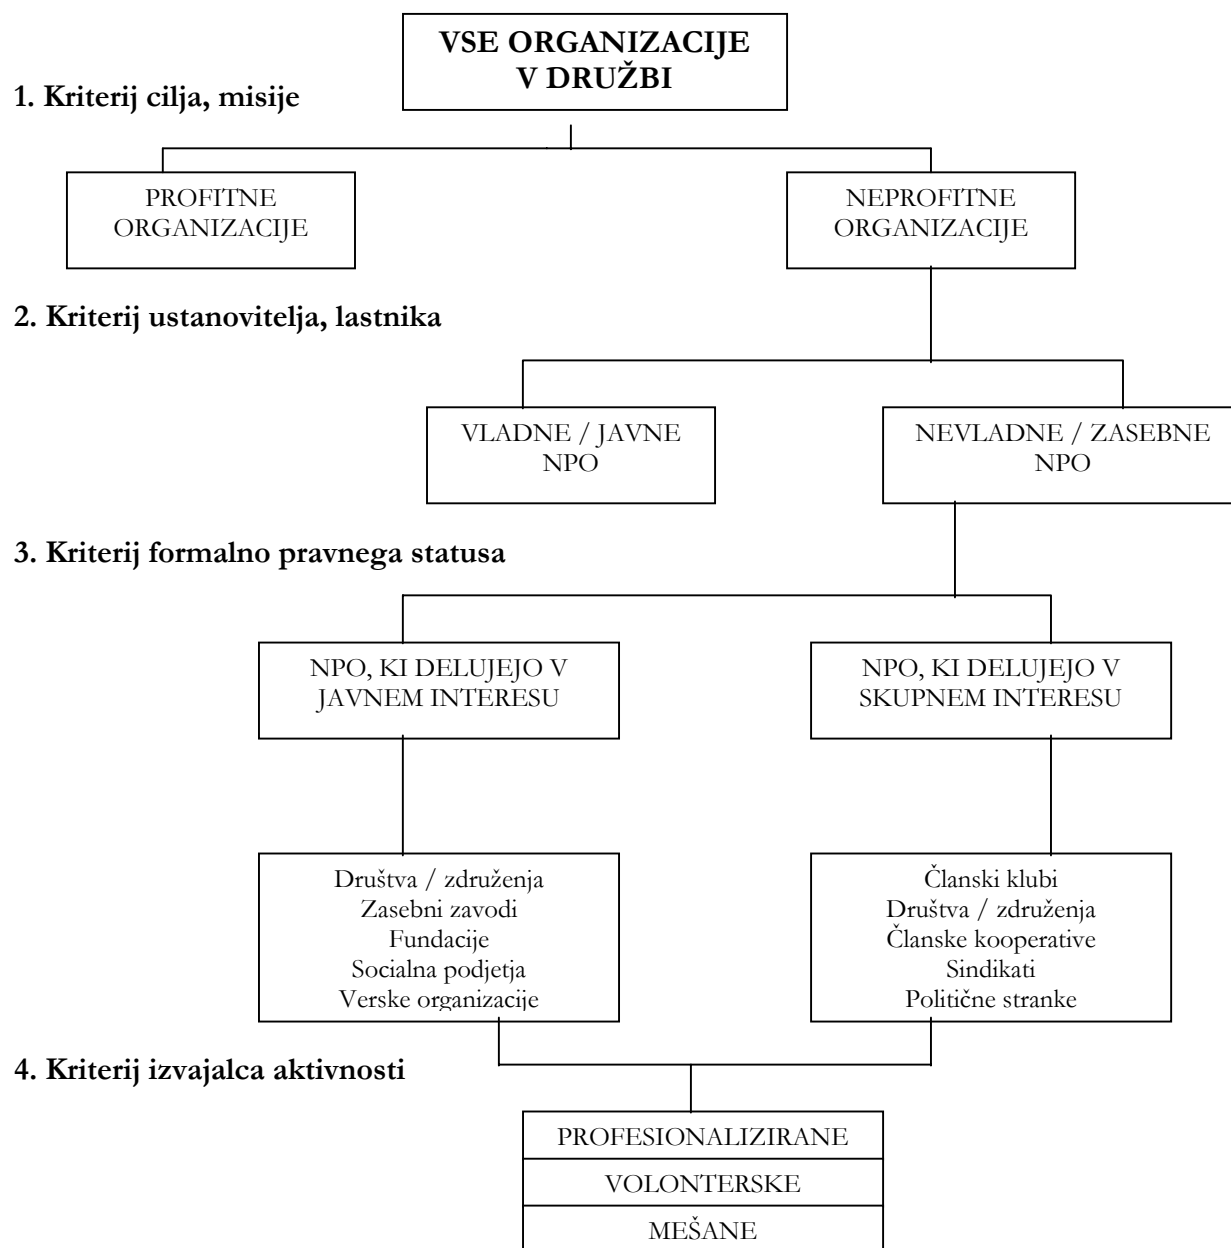 VSE ORGANIZACIJE
V DRUŽBI
1. Kriterij cilja, misije
PROFITNE
ORGANIZACIJE
NEPROFITNE
ORGANIZACIJE
2. Kriterij ustanovitelja, lastnika
VLADNE / JAVNE
NPO
NEVLADNE / ZASEBNE
NPO
3. Kriterij formalno pravnega statusa
NPO, KI DELUJEJO V
JAVNEM INTERESU
NPO, KI DELUJEJO V
SKUPNEM INTERESU
Društva / združenja
Zasebni zavodi
Fundacije
Socialna podjetja
Verske organizacije
Članski klubi
Društva / združenja
Članske kooperative
Sindikati
Politične stranke
4. Kriterij izvajalca aktivnosti
PROFESIONALIZIRANE
VOLONTERSKE
MEŠANE